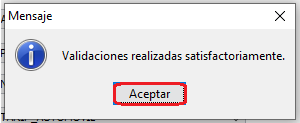 Mensaje
Validaciones realizadas satisfactoriamente.
Aceptar